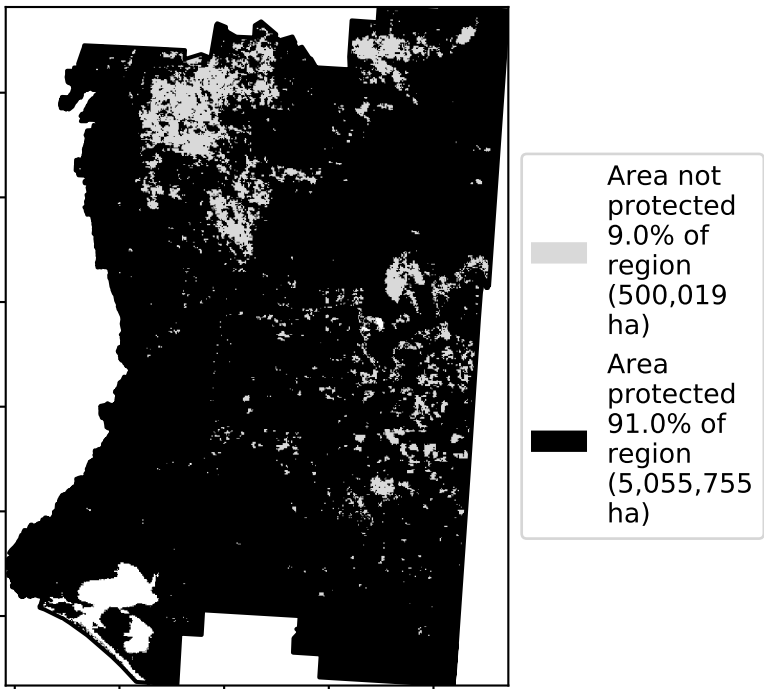 Area not
protected
9.0% of
region
(500,019
ha)
Area
protected
91.0% of
region
(5,055,755
ha)